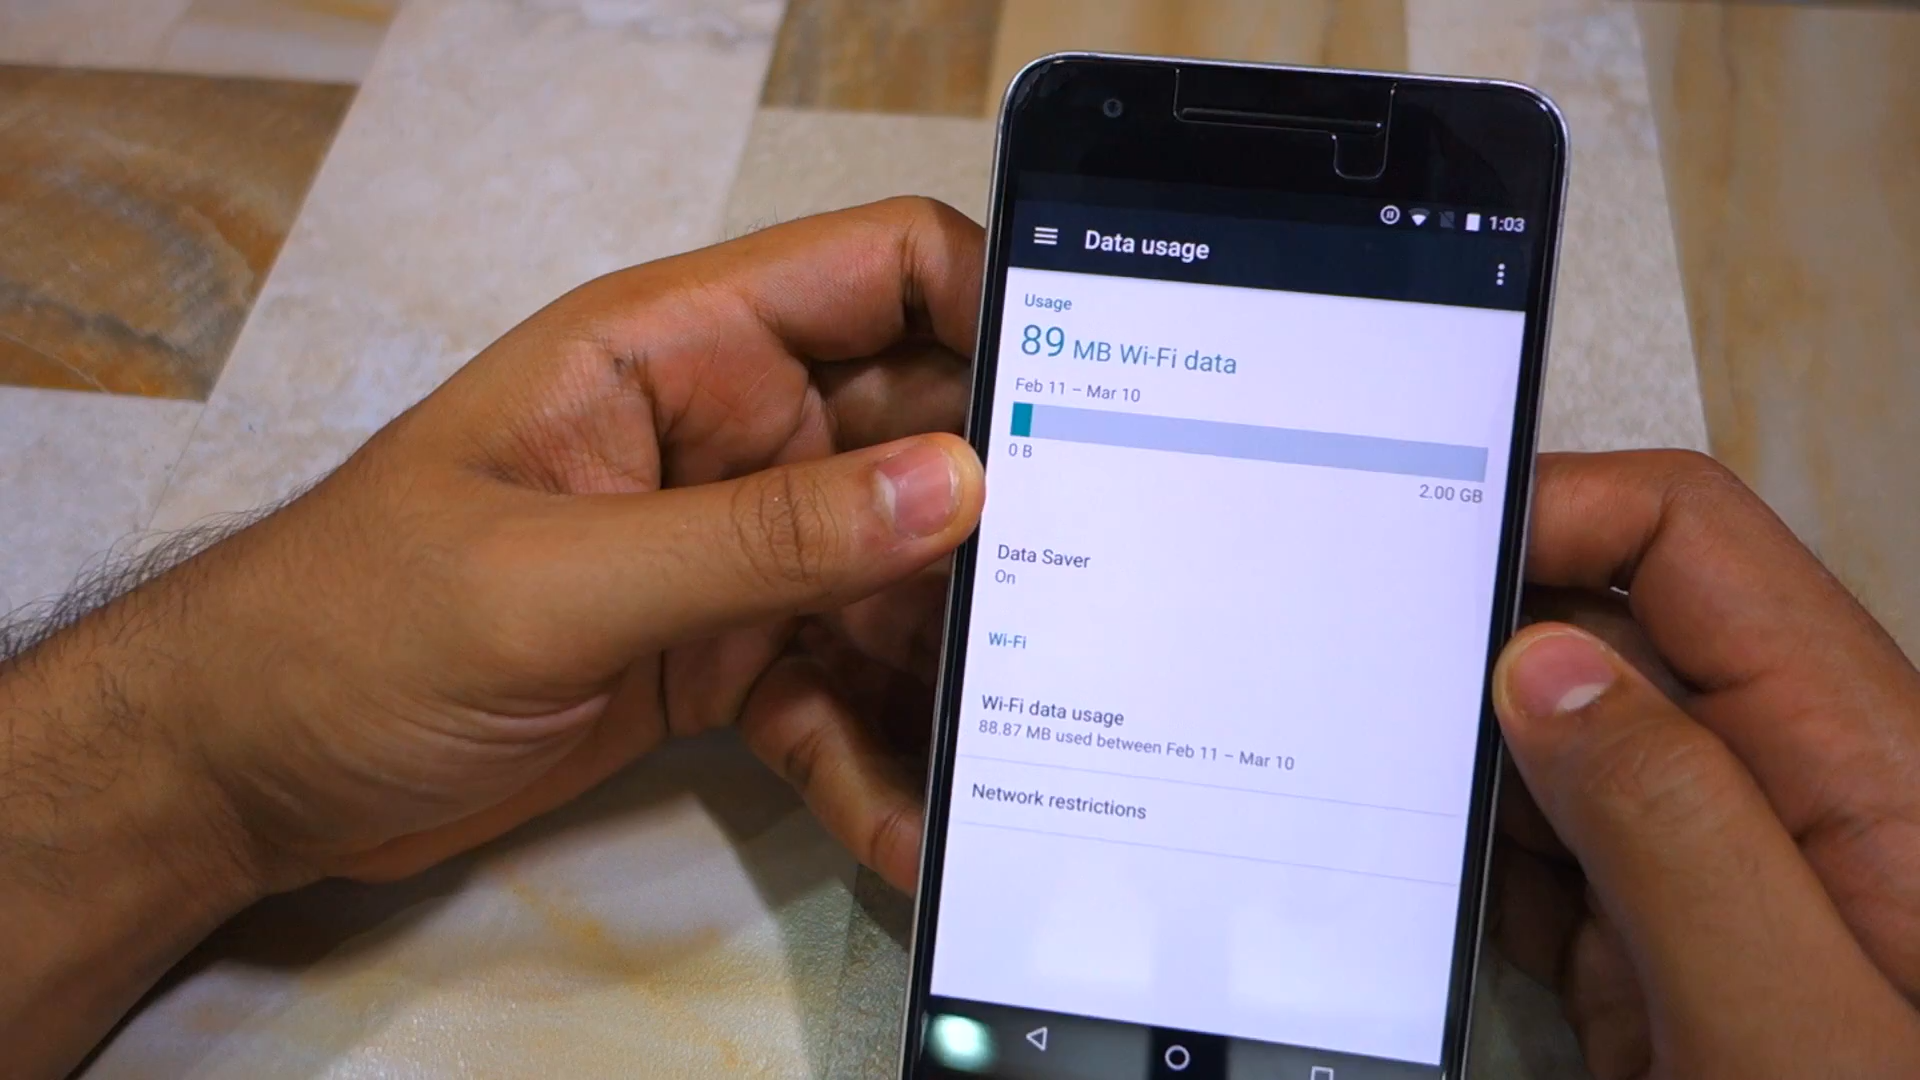 1:03
Data usage
Usage
89 MB Wi-Fi data
Feb 11 – Mar 10
0 B
2.00 GB
Data Saver
On
Wi-Fi
Wi-Fi data usage
88.87 MB used between Feb 11 – Mar 10
Network restrictions